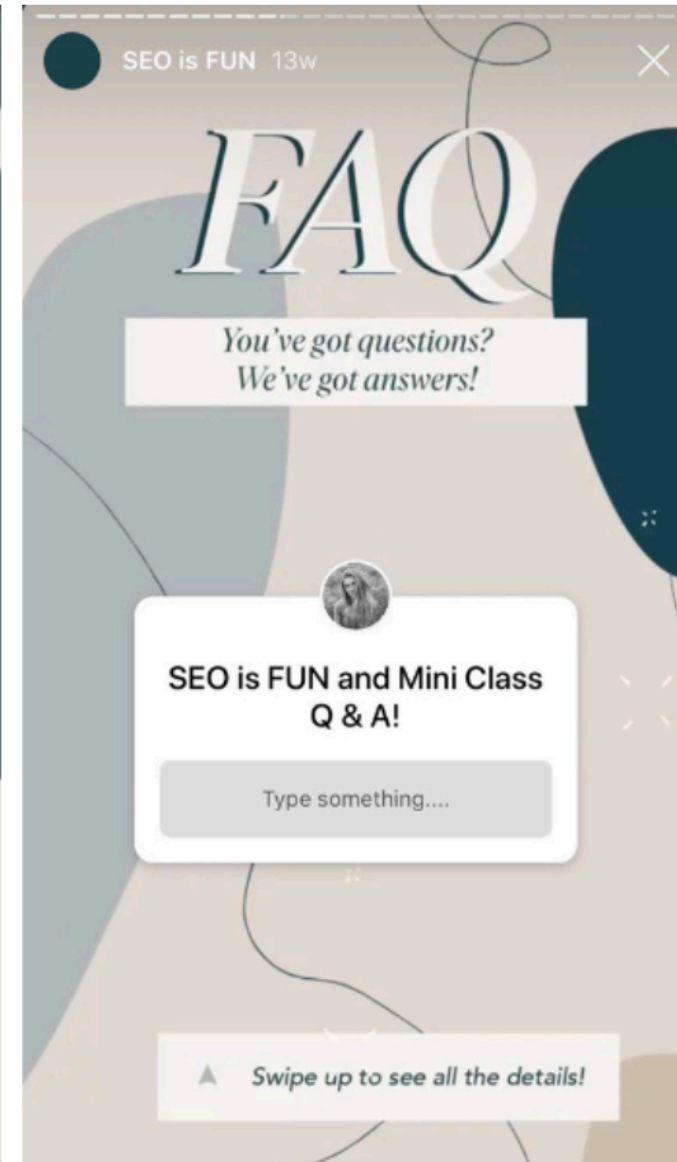 SEO is FUN 13w
FAQ
You've got questions?
We've got answers!
SEO is FUN and Mini Class
Q & A!
Type something....
Swipe up to see all the details!